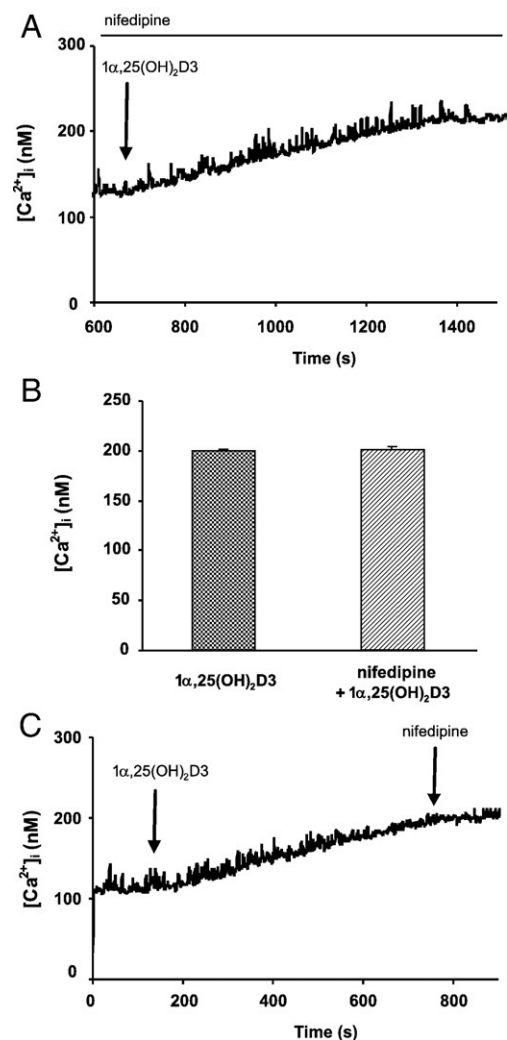 A
nifedipine
1α,25(OH)₂D3
[Ca²⁺]ᵢ (nM)
300
200
100
0
600 800 1000 1200 1400
Time (s)
B
[Ca²⁺]ᵢ (nM)
250
200
150
100
50
0
1α,25(OH)₂D3
nifedipine
+ 1α,25(OH)₂D3
C
nifedipine
1α,25(OH)₂D3
[Ca²⁺]ᵢ (nM)
300
200
100
0
0 200 400 600 800
Time (s)